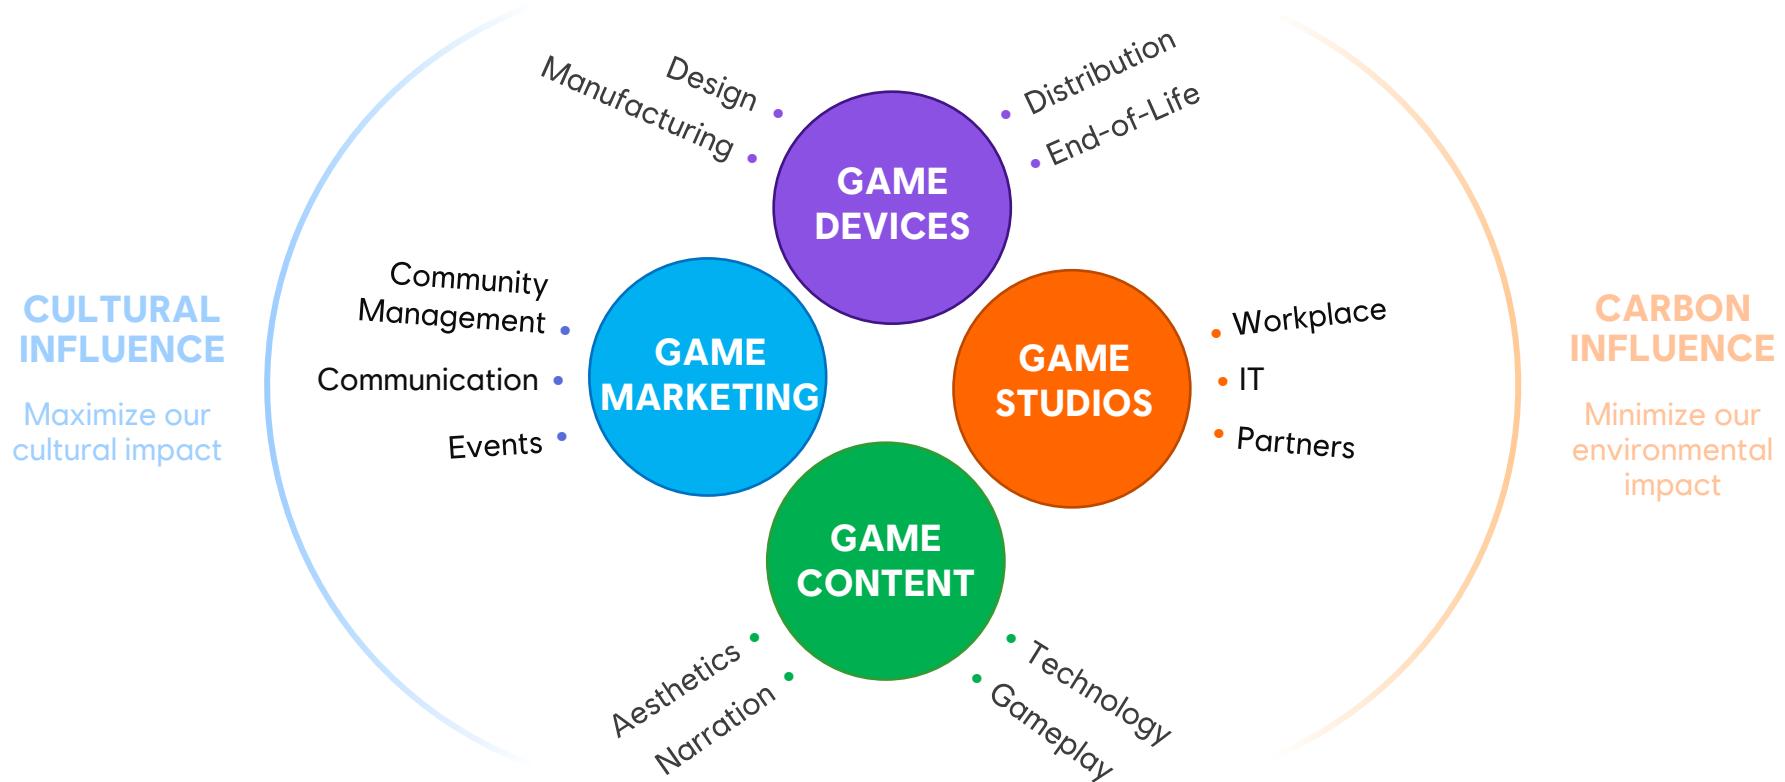 Design
Manufacturing
Distribution
End-of-Life
GAME
DEVICES
Community
Management
Communication
Events
GAME
MARKETING
GAME
STUDIOS
Workplace
IT
Partners
CULTURAL
INFLUENCE
Maximize our
cultural impact
CARBON
INFLUENCE
Minimize our
environmental
impact
GAME
CONTENT
Aesthetics
Narration
Technology
Gameplay